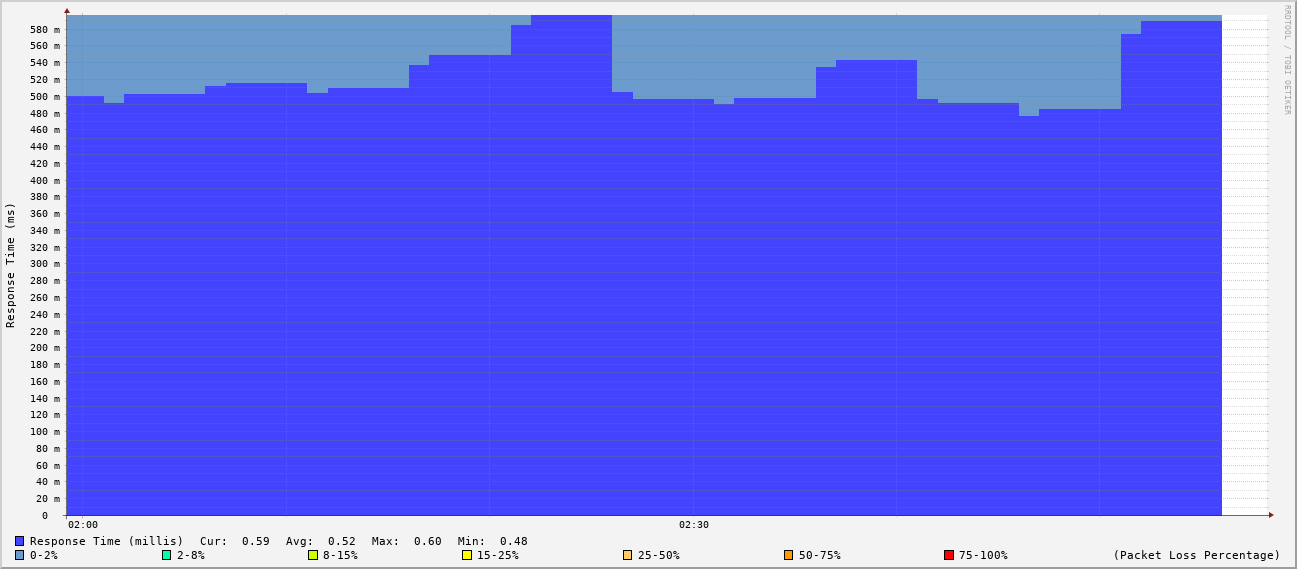 RRDTOOL / TOBI OETIKER
Response Time (ms)
580 m
560 m
540 m
520 m
500 m
480 m
460 m
440 m
420 m
400 m
380 m
360 m
340 m
320 m
300 m
280 m
260 m
240 m
220 m
200 m
180 m
160 m
140 m
120 m
100 m
80 m
60 m
40 m
20 m
0
02:00 02:30
Response Time (millis) Cur: 0.59 Avg: 0.52 Max: 0.60 Min: 0.48
0-2% 2-8% 8-15% 15-25% 25-50% 50-75% 75-100% (Packet Loss Percentage)